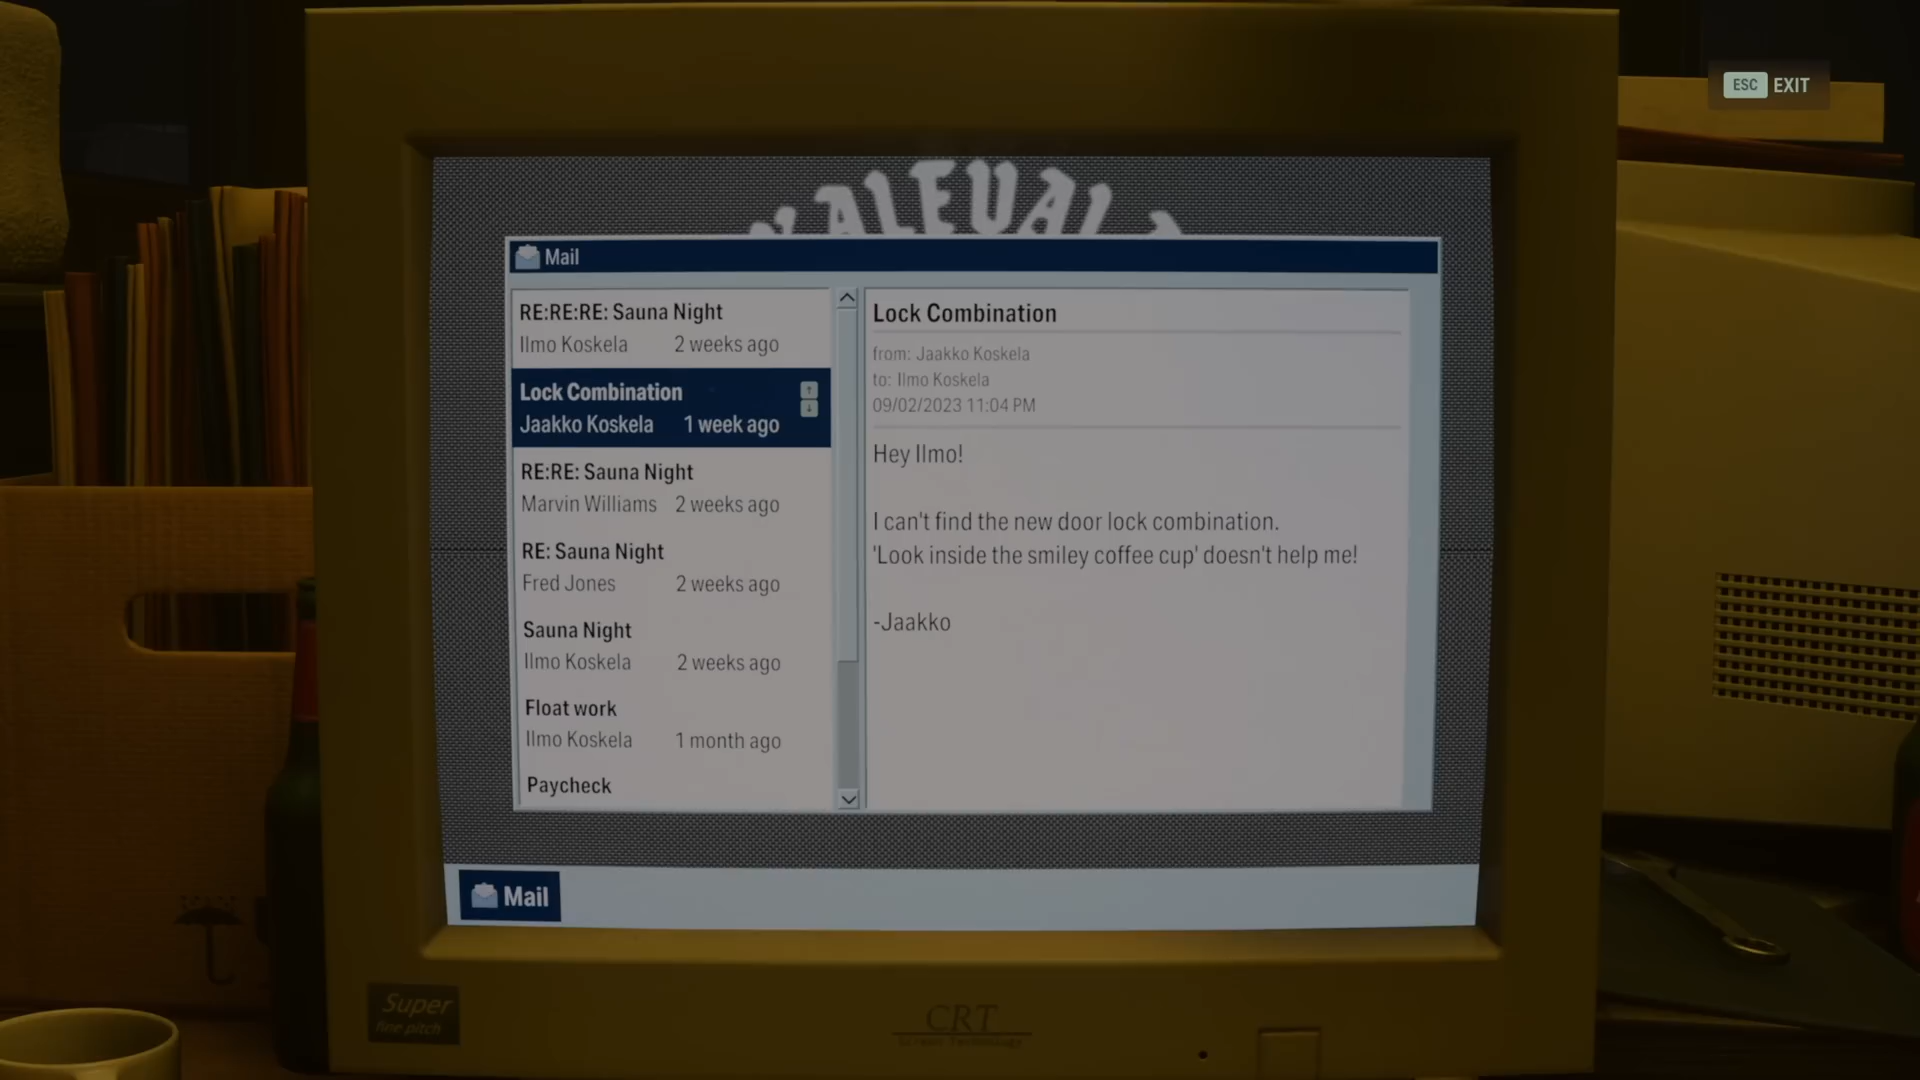 ESC EXIT
Mail
RE:RE:RE: Sauna Night
Ilmo Koskela 2 weeks ago
Lock Combination
Jaakko Koskela 1 week ago
RE:RE: Sauna Night
Marvin Williams 2 weeks ago
RE: Sauna Night
Fred Jones 2 weeks ago
Sauna Night
Ilmo Koskela 2 weeks ago
Float work
Ilmo Koskela 1 month ago
Paycheck
Lock Combination
from: Jaakko Koskela
to: Ilmo Koskela
09/02/2023 11:04 PM
Hey Ilmo!
I can't find the new door lock combination.
'Look inside the smiley coffee cup' doesn't help me!
-Jaakko
Mail
Super
fine pitch
CRT